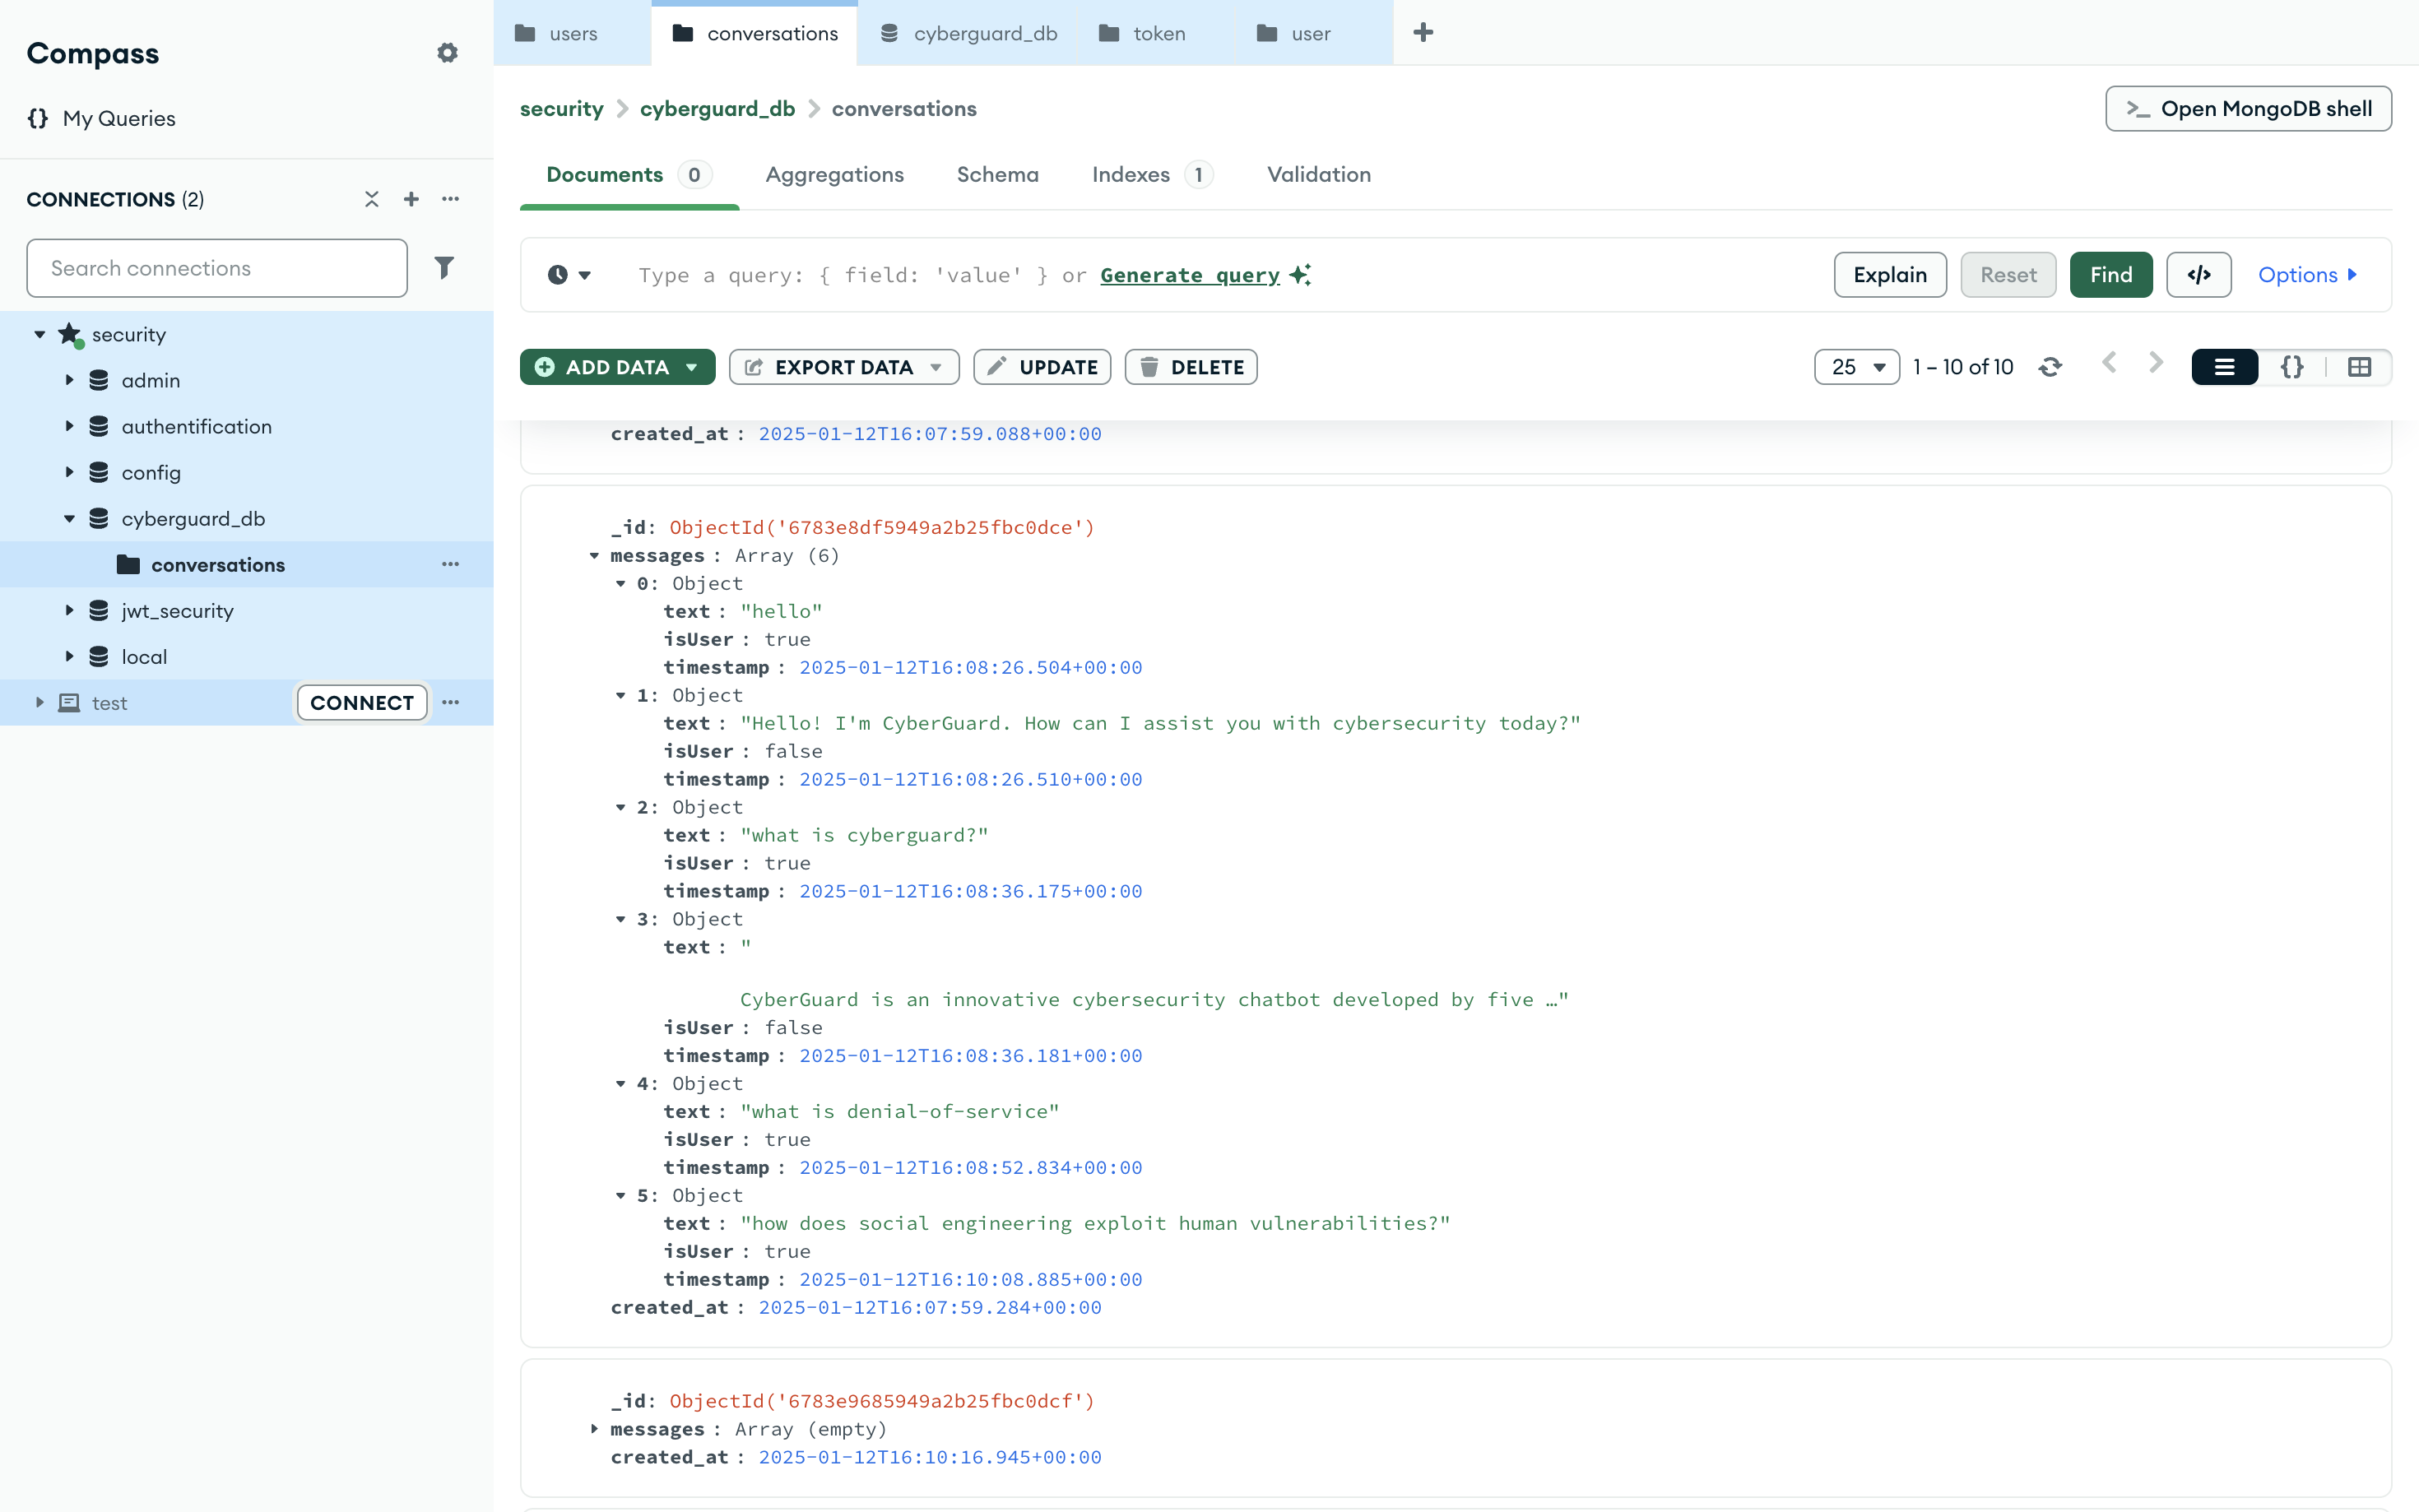 Compass
{} My Queries
CONNECTIONS (2)
Search connections
security
admin
authentification
config
cyberguard_db
conversations
jwt_security
local
test CONNECT
users conversations cyberguard_db token user
security > cyberguard_db > conversations
>_ Open MongoDB shell
Documents 0 Aggregations Schema Indexes 1 Validation
Type a query: { field: 'value' } or Generate query
Explain Reset Find </> Options
ADD DATA EXPORT DATA UPDATE DELETE
25 1 – 10 of 10 {}
created_at : 2025-01-12T16:07:59.088+00:00
_id: ObjectId('6783e8df5949a2b25fbc0dce')
messages : Array (6)
0: Object
text : "hello"
isUser : true
timestamp : 2025-01-12T16:08:26.504+00:00
1: Object
text : "Hello! I'm CyberGuard. How can I assist you with cybersecurity today?"
isUser : false
timestamp : 2025-01-12T16:08:26.510+00:00
2: Object
text : "what is cyberguard?"
isUser : true
timestamp : 2025-01-12T16:08:36.175+00:00
3: Object
text : "
CyberGuard is an innovative cybersecurity chatbot developed by five …"
isUser : false
timestamp : 2025-01-12T16:08:36.181+00:00
4: Object
text : "what is denial-of-service"
isUser : true
timestamp : 2025-01-12T16:08:52.834+00:00
5: Object
text : "how does social engineering exploit human vulnerabilities?"
isUser : true
timestamp : 2025-01-12T16:10:08.885+00:00
created_at : 2025-01-12T16:07:59.284+00:00
_id: ObjectId('6783e9685949a2b25fbc0dcf')
messages : Array (empty)
created_at : 2025-01-12T16:10:16.945+00:00